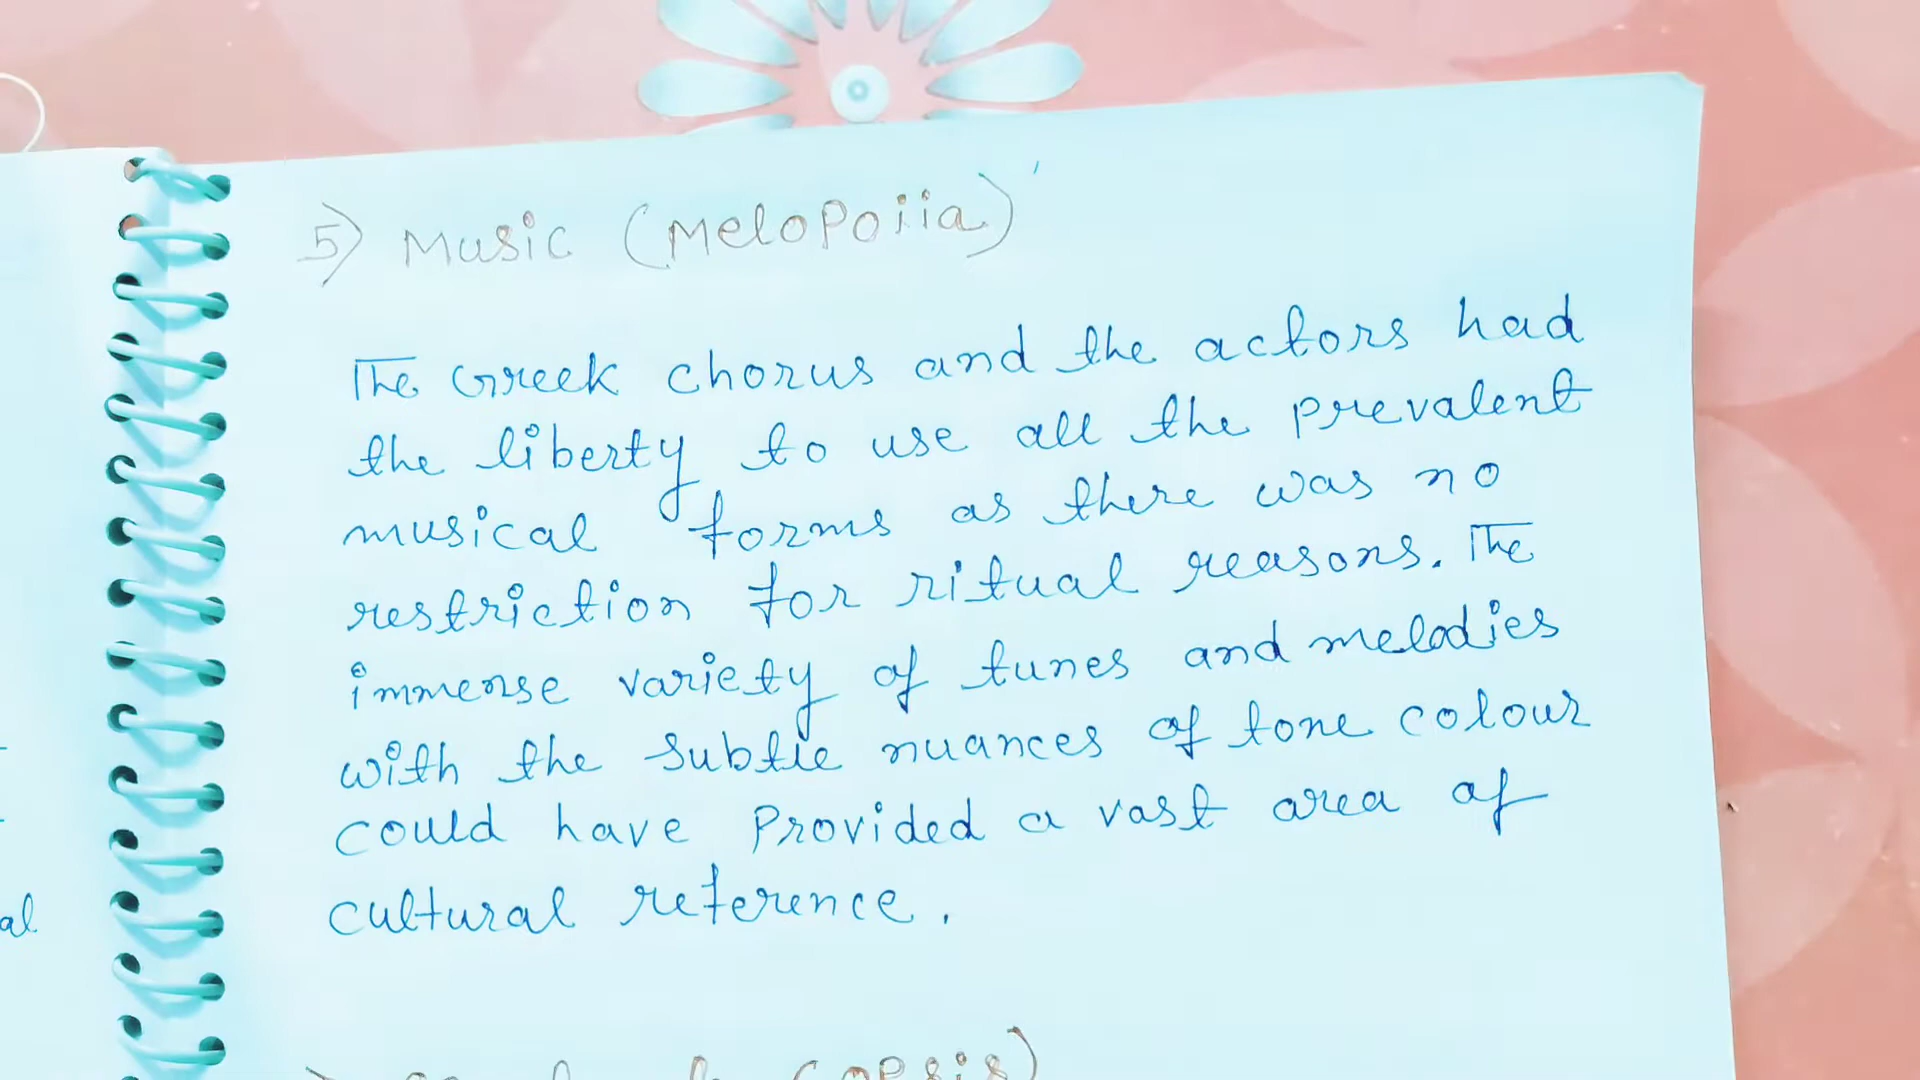 5) Music (Melopoiia)
The Greek chorus and the actors had
the liberty to use all the prevalent
musical forms as there was no
restriction for ritual reasons. The
immense variety of tunes and melodies
with the subtle nuances of tone colour
could have provided a vast area of
cultural reference.
al